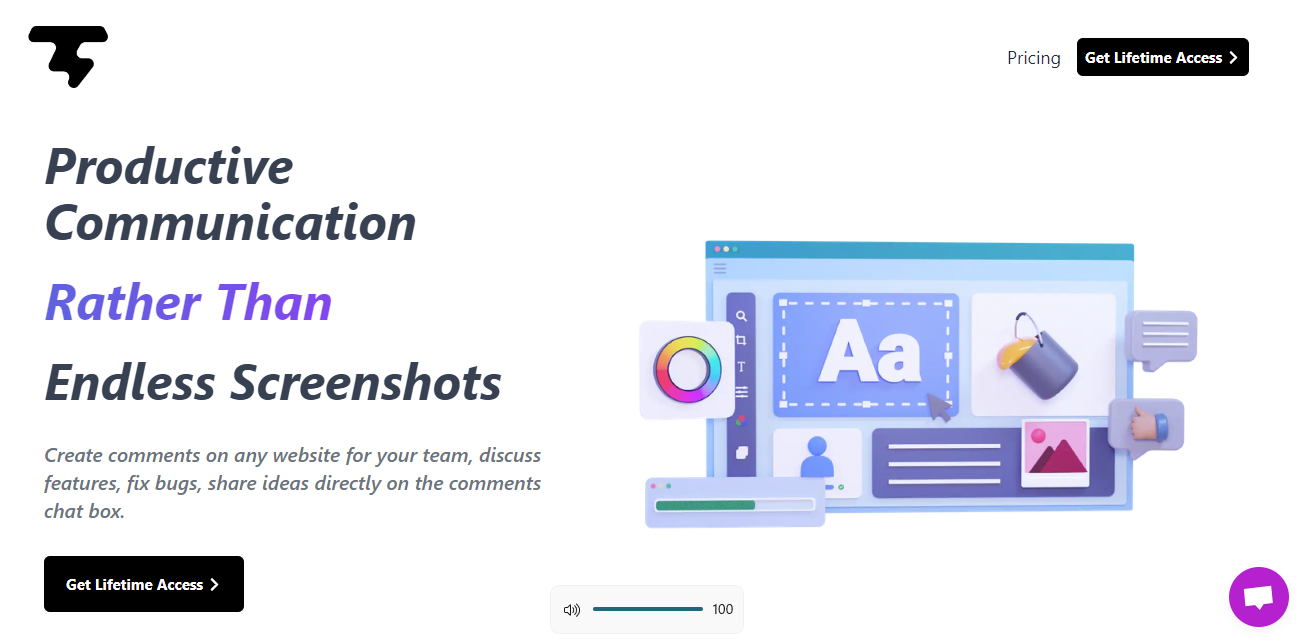 Pricing
Get Lifetime Access
Productive
Communication
Rather Than
Endless Screenshots
Create comments on any website for your team, discuss
features, fix bugs, share ideas directly on the comments
chat box.
Get Lifetime Access
T
Aa
100